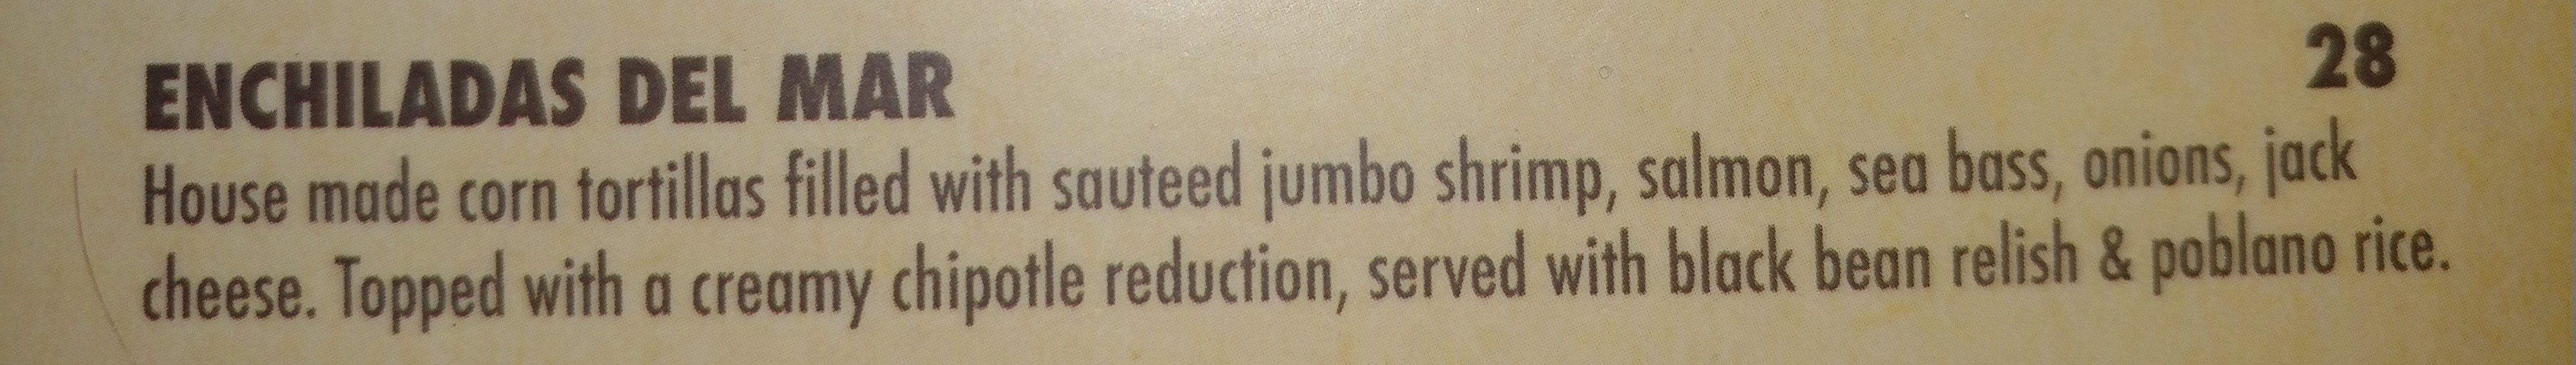 ENCHILADAS DEL MAR 28
House made corn tortillas filled with sauteed jumbo shrimp, salmon, sea bass, onions, jack
cheese. Topped with a creamy chipotle reduction, served with black bean relish & poblano rice.